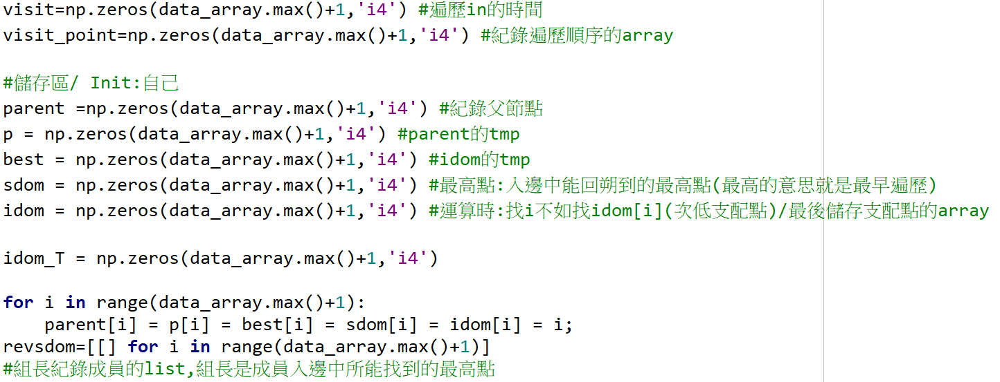 visit=np.zeros(data_array.max()+1,'i4') #遍歷in的時間
visit_point=np.zeros(data_array.max()+1,'i4') #紀錄遍歷順序的array
#儲存區/ Init:自己
parent =np.zeros(data_array.max()+1,'i4') #紀錄父節點
p = np.zeros(data_array.max()+1,'i4') #parent的tmp
best = np.zeros(data_array.max()+1,'i4') #idom的tmp
sdom = np.zeros(data_array.max()+1,'i4') #最高點:入邊中能回朔到的最高點(最高的意思就是最早遍歷)
idom = np.zeros(data_array.max()+1,'i4') #運算時:找i不如找idom[i](次低支配點)/最後儲存支配點的array
idom_T = np.zeros(data_array.max()+1,'i4')
for i in range(data_array.max()+1):
    parent[i] = p[i] = best[i] = sdom[i] = idom[i] = i;
revsdom=[[] for i in range(data_array.max()+1)]
#組長紀錄成員的list,組長是成員入邊中所能找到的最高點